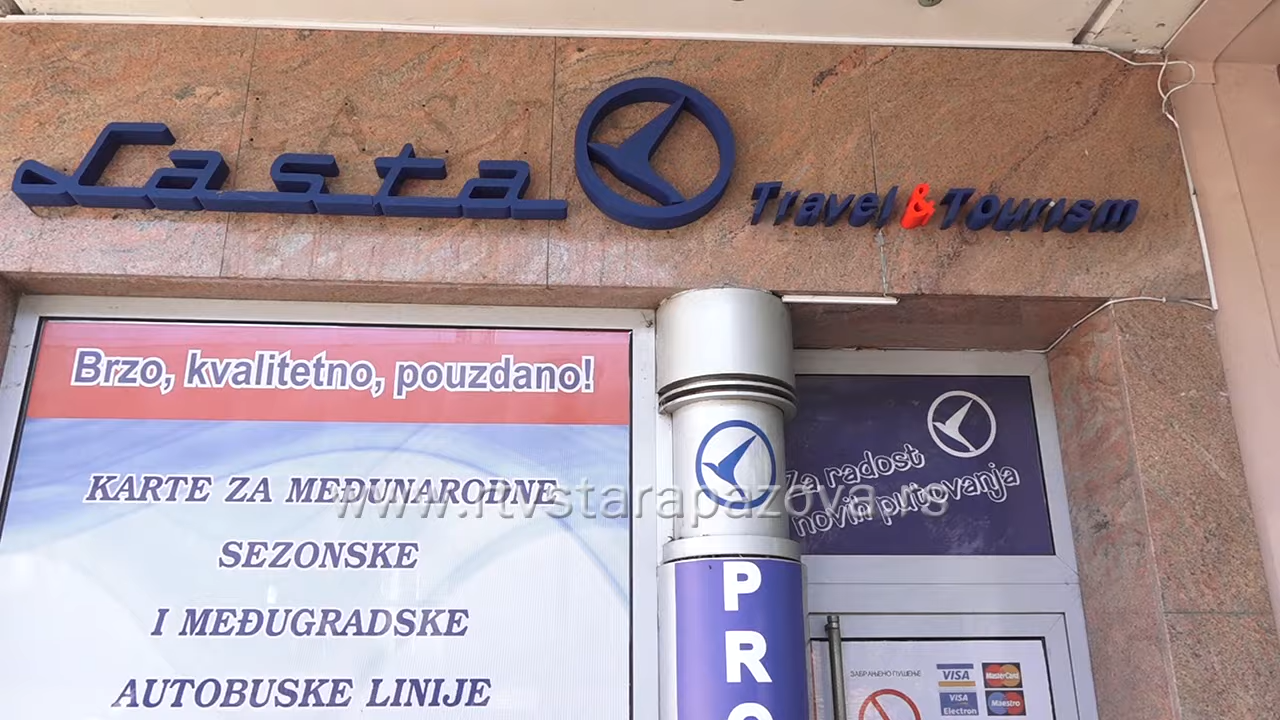 Lasta
Travel & Tourism
Brzo, kvalitetno, pouzdano!
KARTE ZA MEĐUNARODNE
SEZONSKE
I MEĐUGRADSKE
AUTOBUSKE LINIJE
Za radost
novih putovanja
www.rtvstarapazova.rs
P
R
O
ЗАБРАЊЕНО ПУШЕЊЕ
VISA
MasterCard
VISA
Electron
Maestro